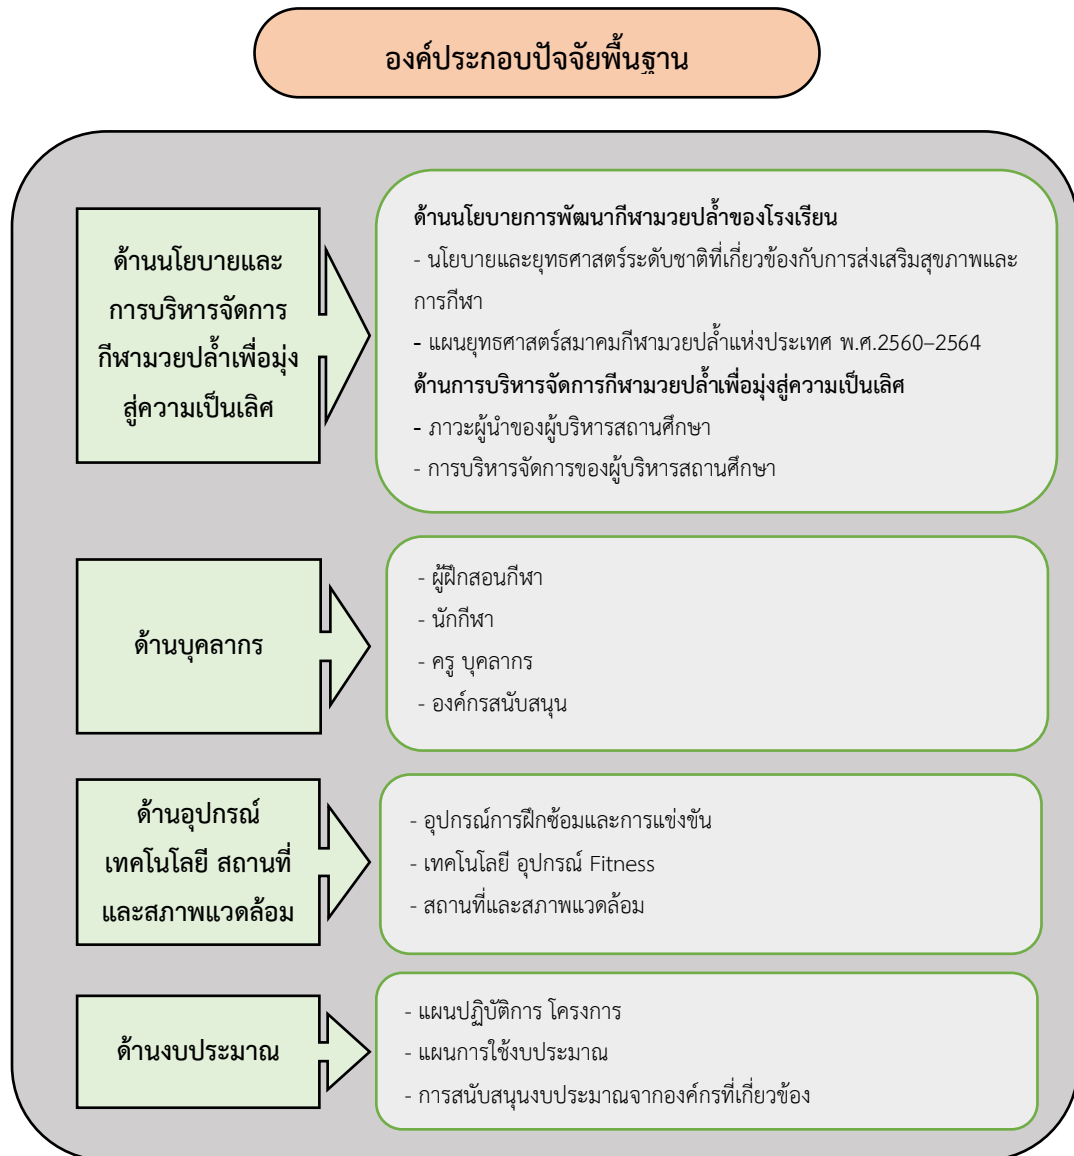 องค์ประกอบปัจจัยพื้นฐาน
ด้านนโยบายและ
การบริหารจัดการ
กีฬามวยปล้ำเพื่อมุ่ง
สู่ความเป็นเลิศ
ด้านนโยบายการพัฒนากีฬามวยปล้ำของโรงเรียน
- นโยบายและยุทธศาสตร์ระดับชาติที่เกี่ยวข้องกับการส่งเสริมสุขภาพและ
การกีฬา
- แผนยุทธศาสตร์สมาคมกีฬามวยปล้ำแห่งประเทศ พ.ศ.2560–2564
ด้านการบริหารจัดการกีฬามวยปล้ำเพื่อมุ่งสู่ความเป็นเลิศ
- ภาวะผู้นำของผู้บริหารสถานศึกษา
- การบริหารจัดการของผู้บริหารสถานศึกษา
ด้านบุคลากร
- ผู้ฝึกสอนกีฬา
- นักกีฬา
- ครู บุคลากร
- องค์กรสนับสนุน
ด้านอุปกรณ์
เทคโนโลยี สถานที่
และสภาพแวดล้อม
- อุปกรณ์การฝึกซ้อมและการแข่งขัน
- เทคโนโลยี อุปกรณ์ Fitness
- สถานที่และสภาพแวดล้อม
ด้านงบประมาณ
- แผนปฏิบัติการ โครงการ
- แผนการใช้งบประมาณ
- การสนับสนุนงบประมาณจากองค์กรที่เกี่ยวข้อง